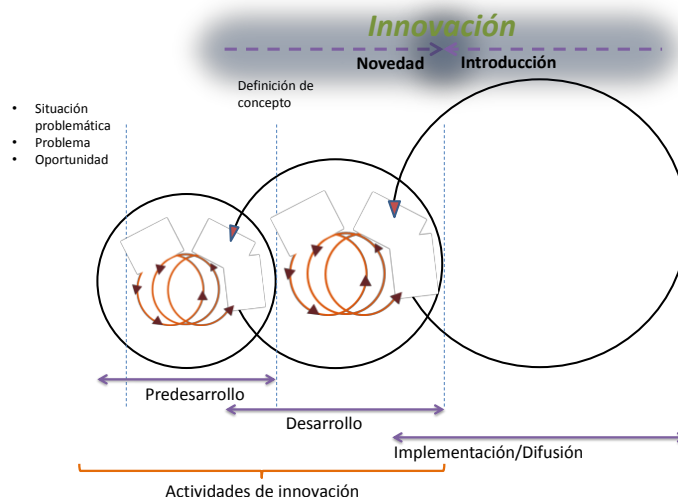 Innovación
Novedad
Introducción
Definición de
concepto
• Situación
problemática
• Problema
• Oportunidad
Predesarrollo
Desarrollo
Implementación/Difusión
Actividades de innovación